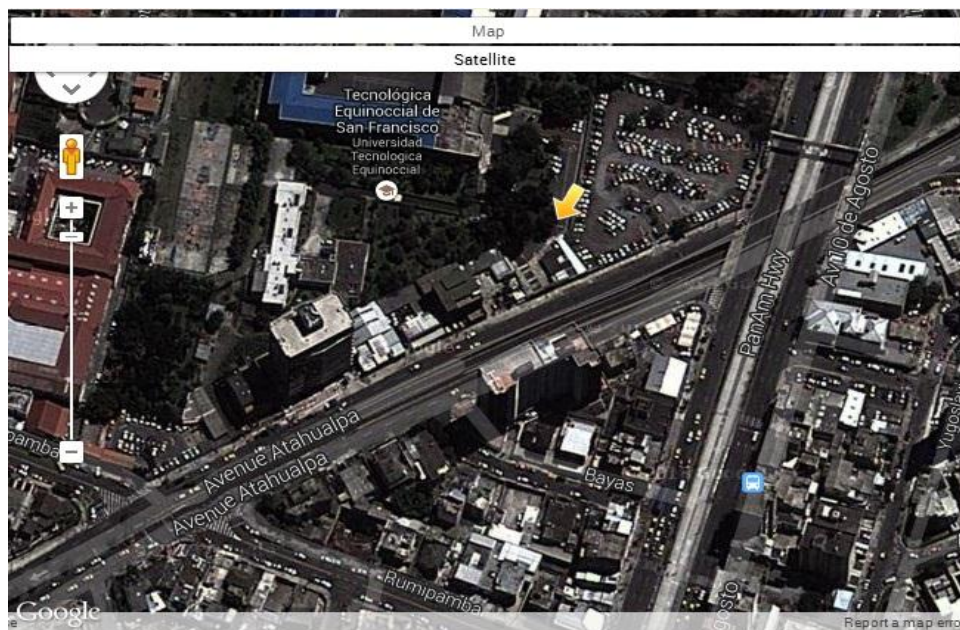 Map
Satellite
Tecnológica
Equinoccial de
San Francisco
Universidad
Tecnologica
Equinoccial
Av 10 de Agosto
PanAm Hwy
Avenue Atahualpa
Avenue Atahualpa
Bayas
Rumipamba
Google
Report a map erro